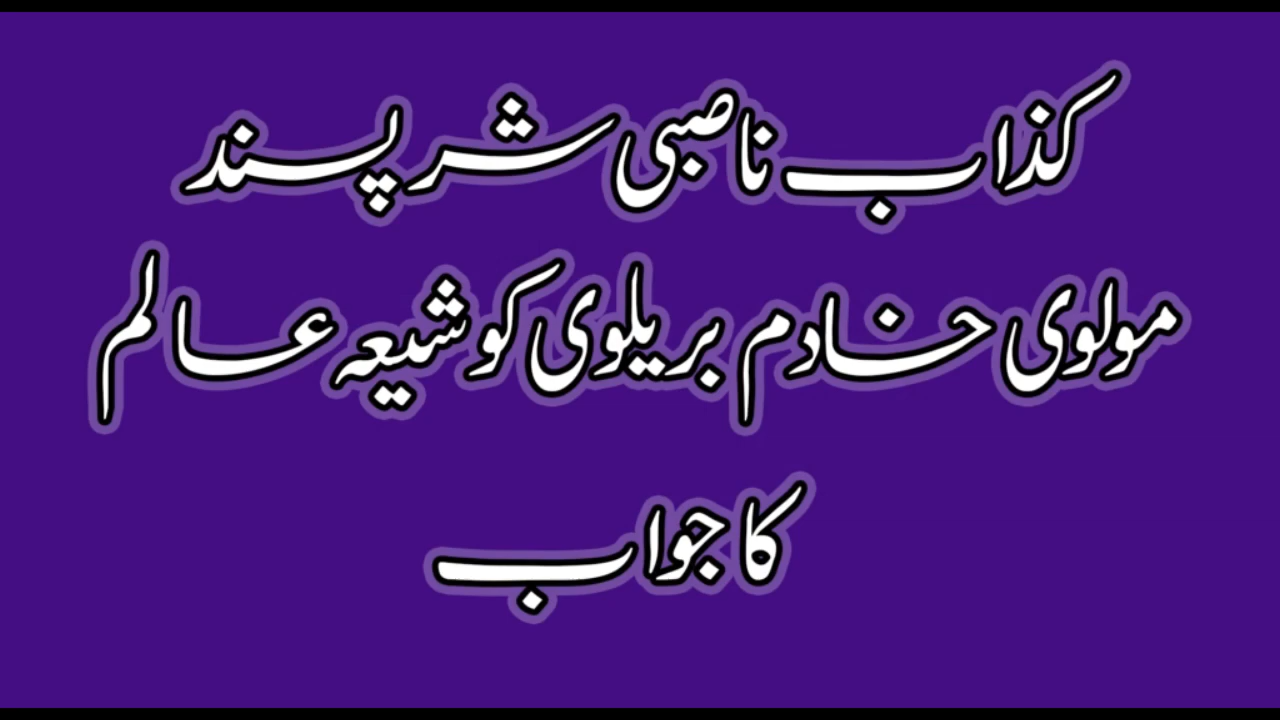 کذاب ناصبی شر پسند
مولوی خادم بریلوی کو شیعہ عالم
کا جواب